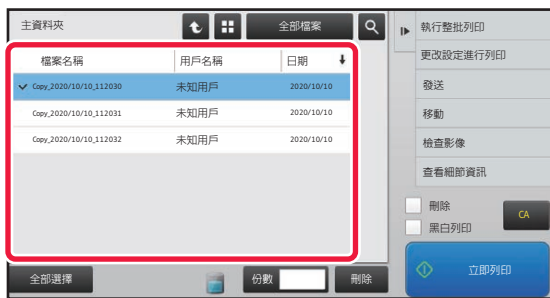 主資料夾
全部檔案
檔案名稱 用戶名稱 日期
Copy_2020/10/10_112030 未知用戶 2020/10/10
Copy_2020/10/10_112031 未知用戶 2020/10/10
Copy_2020/10/10_112032 未知用戶 2020/10/10
全部選擇
份數
刪除
執行整批列印
更改設定進行列印
發送
移動
檢查影像
查看細節資訊
刪除
黑白列印
CA
立即列印